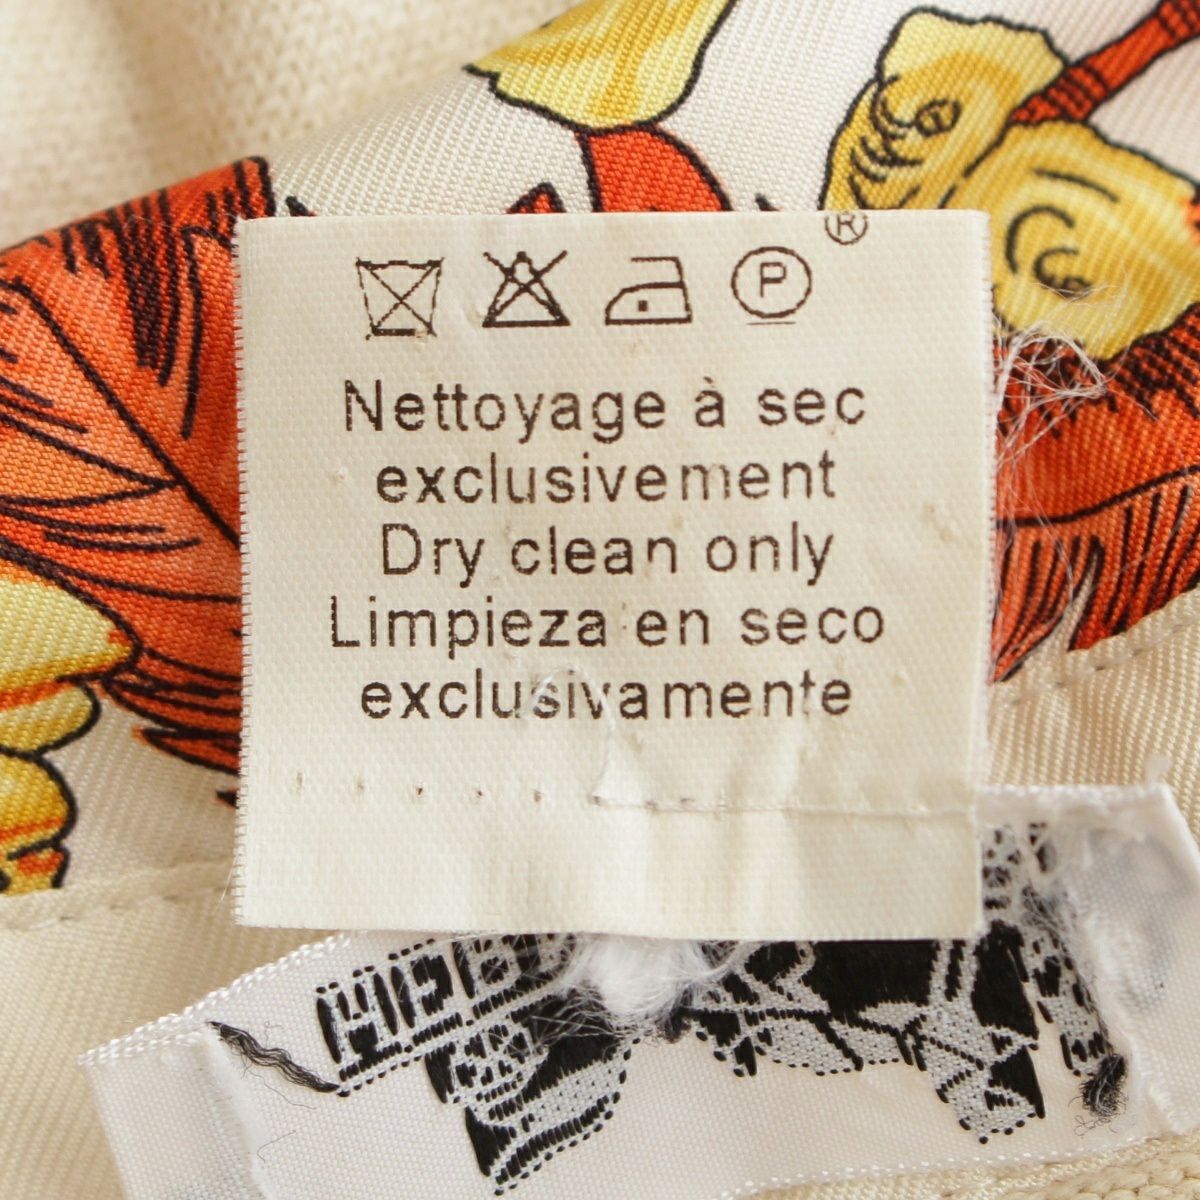 ®
P
Nettoyage à sec
exclusivement
Dry clean only
Limpieza en seco
exclusivamente